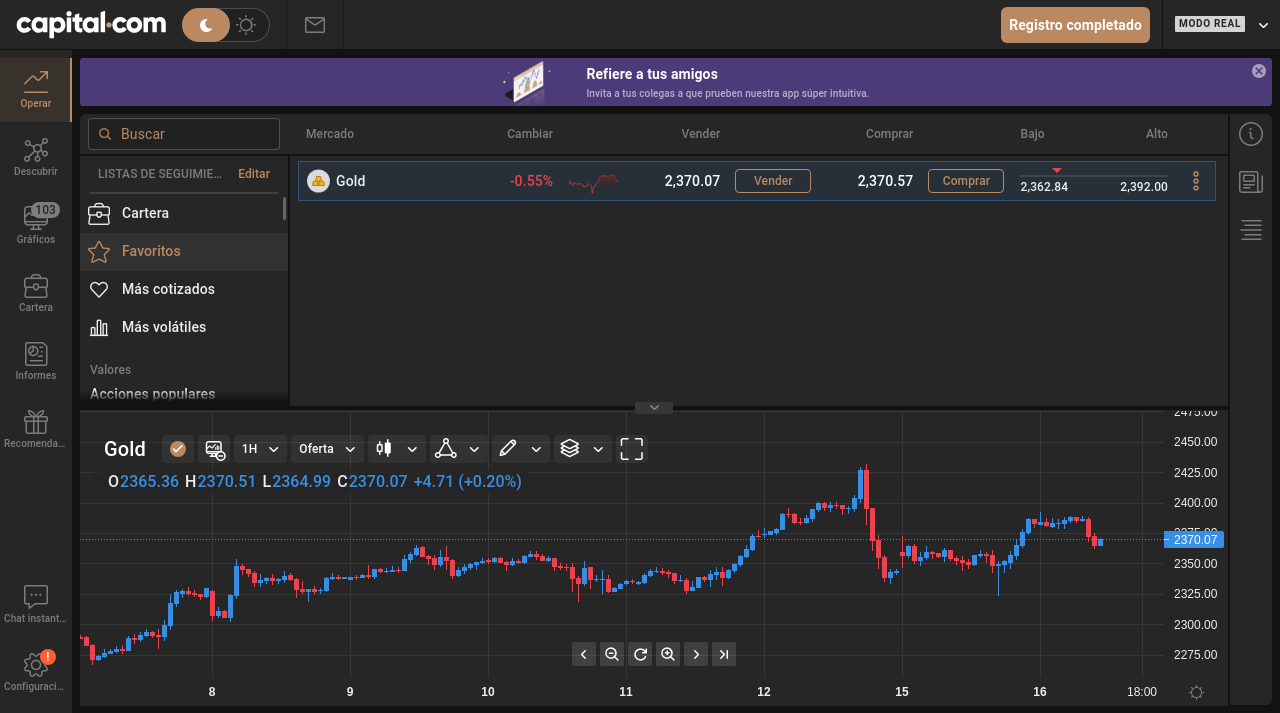 capital.com
Registro completado
MODO REAL
Refiere a tus amigos
Invita a tus colegas a que prueben nuestra app súper intuitiva.
Operar
Descubrir
103
Gráficos
Cartera
Informes
Recomenda...
Chat instant...
!
Configuraci...
Buscar
LISTAS DE SEGUIMIE... Editar
Cartera
Favoritos
Más cotizados
Más volátiles
Valores
Acciones populares
Mercado Cambiar Vender Comprar Bajo Alto
Gold -0.55% 2,370.07 Vender 2,370.57 Comprar 2,362.84 2,392.00
Gold 1H Oferta
O2365.36 H2370.51 L2364.99 C2370.07 +4.71 (+0.20%)
2475.00
2450.00
2425.00
2400.00
2375.00
2370.07
2350.00
2325.00
2300.00
2275.00
8 9 10 11 12 15 16 18:00